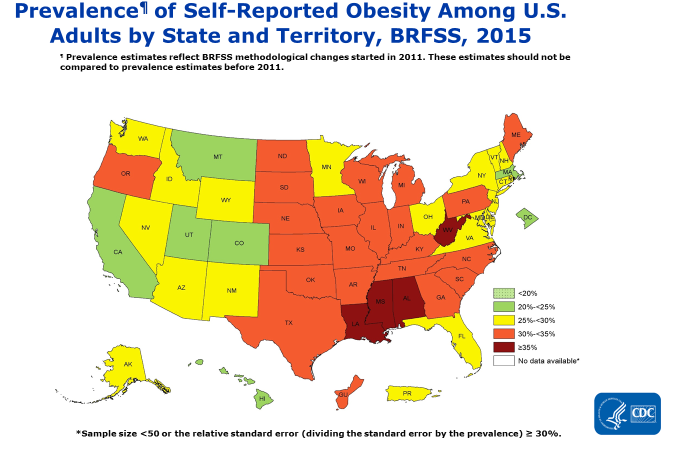 Prevalence¶ of Self-Reported Obesity Among U.S.
Adults by State and Territory, BRFSS, 2015
¶ Prevalence estimates reflect BRFSS methodological changes started in 2011. These estimates should not be
compared to prevalence estimates before 2011.
WA
MT
ND
MN
ME
VT
NH
OR
ID
SD
WI
MI
NY
MA
CT
WY
NE
IA
PA
NJ
NV
UT
CO
IL
IN
OH
WV
MD
DE
DC
CA
KS
MO
KY
VA
AZ
NM
OK
AR
TN
NC
SC
TX
LA
MS
AL
GA
FL
AK
HI
GU
PR
<20%
20%-<25%
25%-<30%
30%-<35%
≥35%
No data available*
CDC
*Sample size <50 or the relative standard error (dividing the standard error by the prevalence) ≥ 30%.